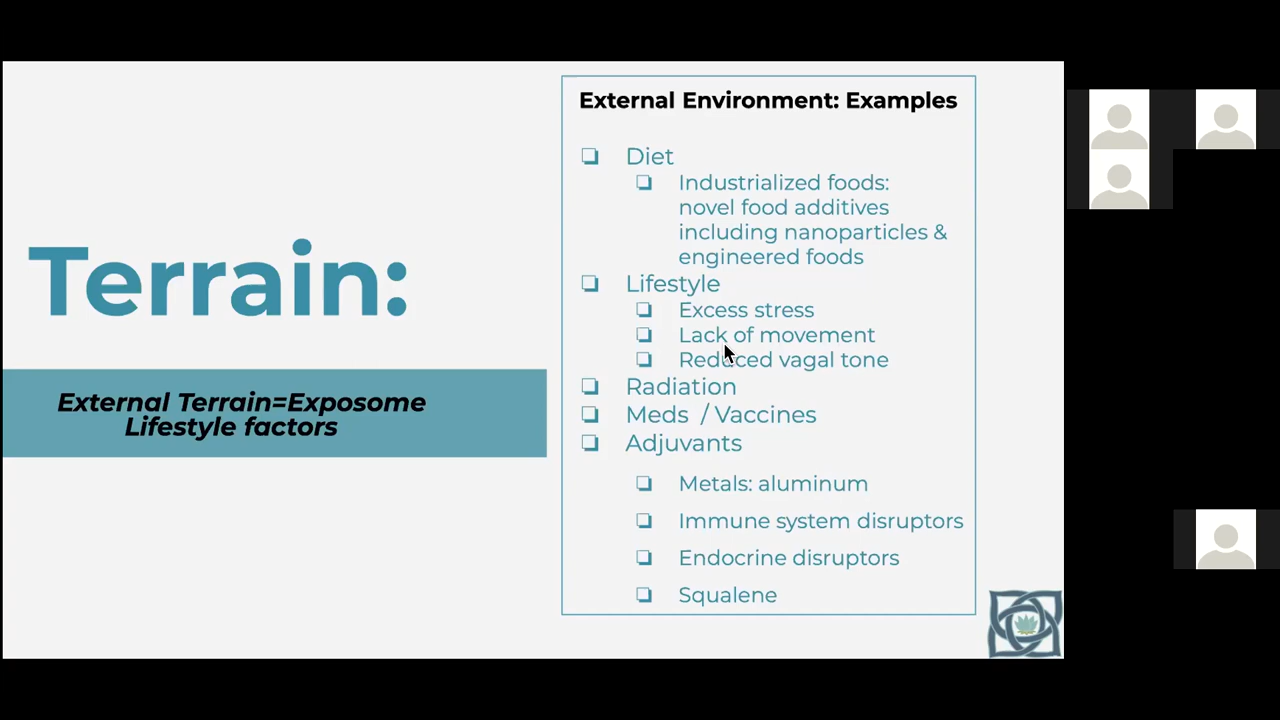 Terrain:
External Terrain=Exposome
Lifestyle factors
External Environment: Examples
❏ Diet
❏ Industrialized foods:
novel food additives
including nanoparticles &
engineered foods
❏ Lifestyle
❏ Excess stress
❏ Lack of movement
❏ Reduced vagal tone
❏ Radiation
❏ Meds / Vaccines
❏ Adjuvants
❏ Metals: aluminum
❏ Immune system disruptors
❏ Endocrine disruptors
❏ Squalene